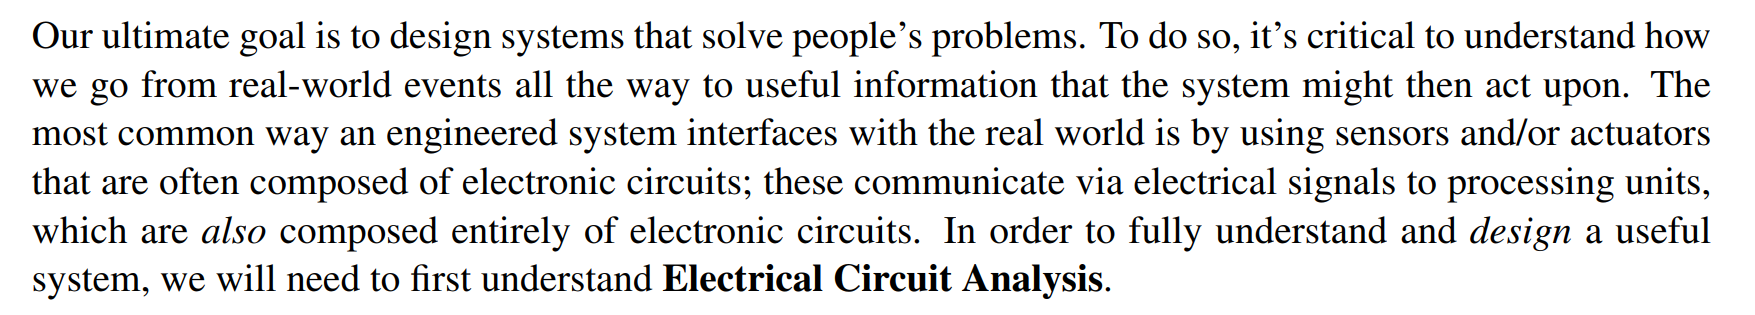 Our ultimate goal is to design systems that solve people’s problems. To do so, it’s critical to understand how
we go from real-world events all the way to useful information that the system might then act upon. The
most common way an engineered system interfaces with the real world is by using sensors and/or actuators
that are often composed of electronic circuits; these communicate via electrical signals to processing units,
which are also composed entirely of electronic circuits. In order to fully understand and design a useful
system, we will need to first understand Electrical Circuit Analysis.